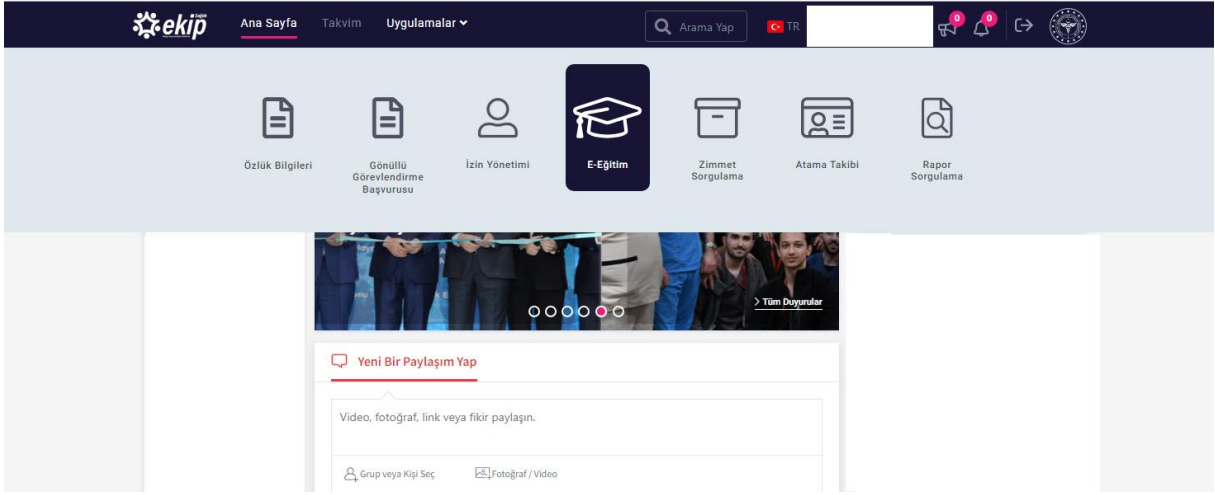 ekip
Ana Sayfa
Takvim
Uygulamalar
Arama Yap
TR
0
0
Özlük Bilgileri
Gönüllü
Görevlendirme
Başvurusu
İzin Yönetimi
E-Eğitim
Zimmet
Sorgulama
Atama Takibi
Rapor
Sorgulama
> Tüm Duyurular
Yeni Bir Paylaşım Yap
Video, fotoğraf, link veya fikir paylaşın.
Grup veya Kişi Seç
Fotoğraf / Video